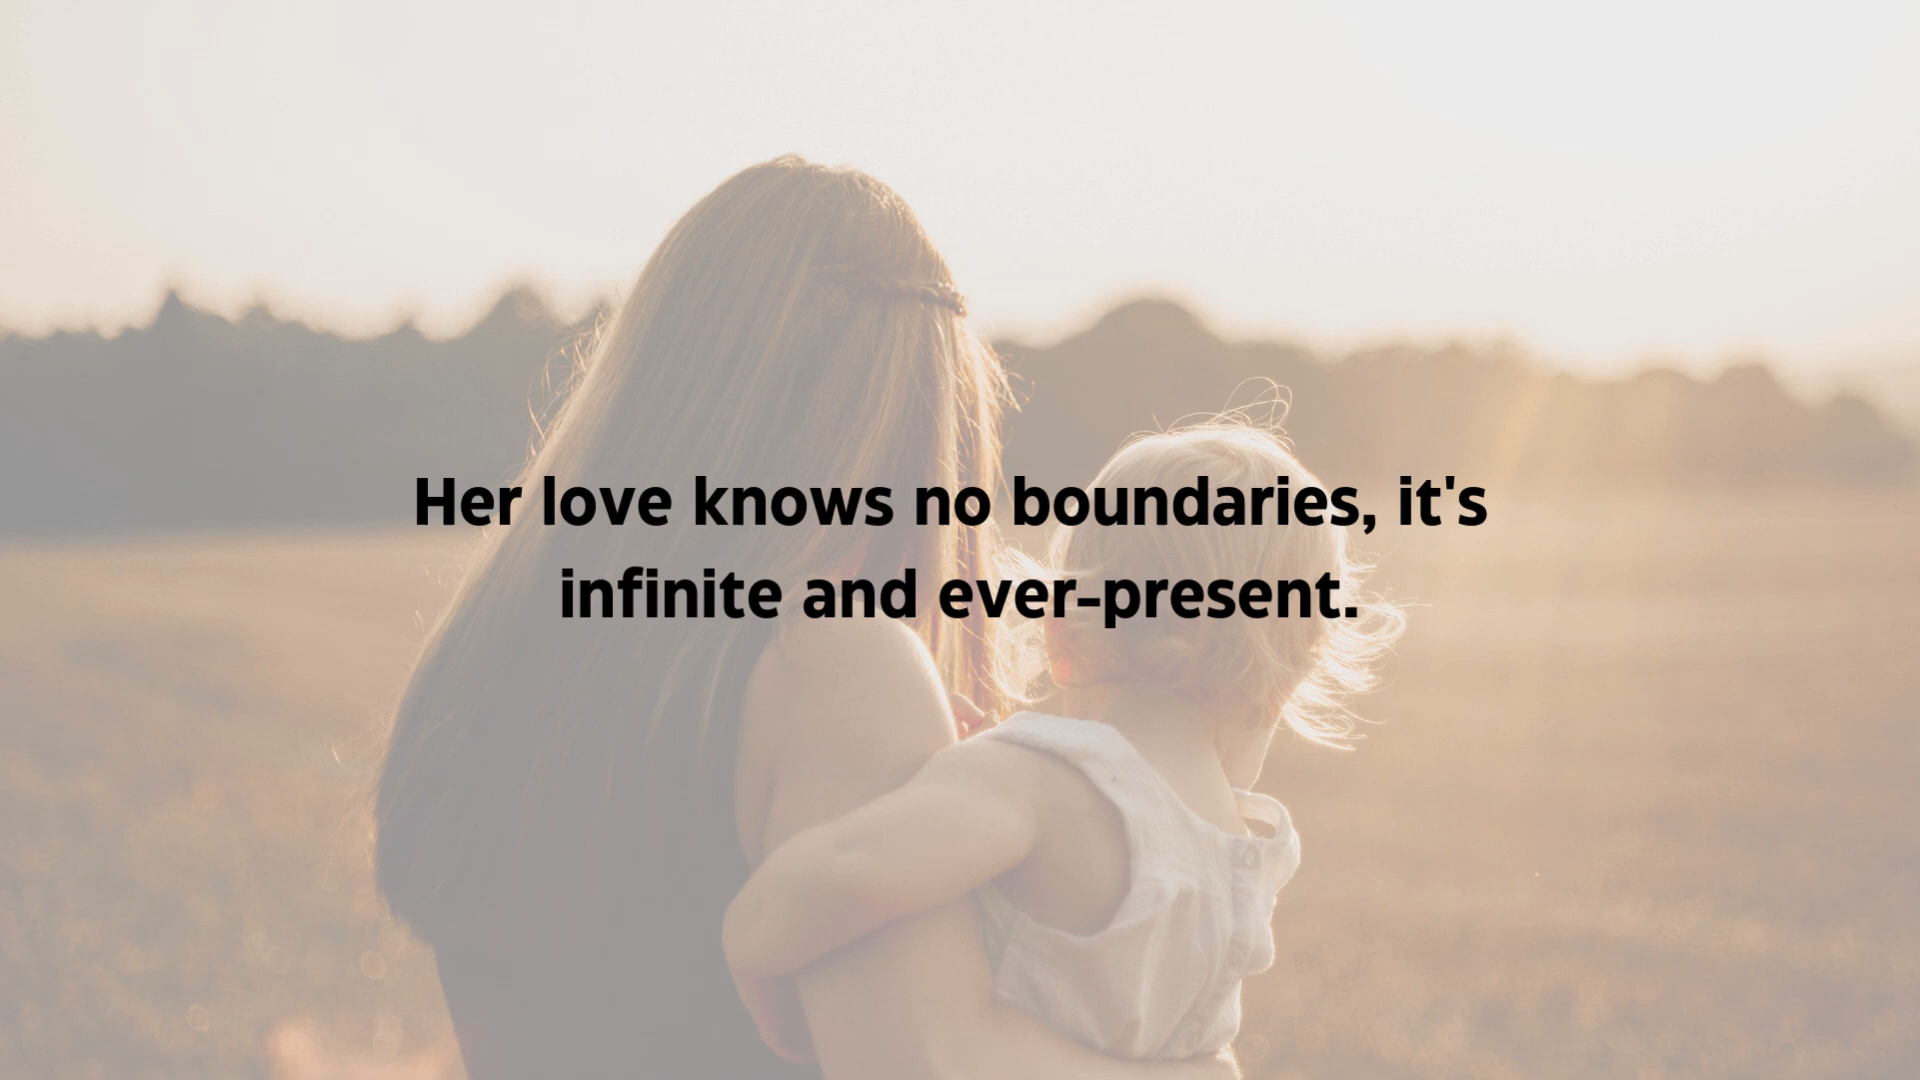 Her love knows no boundaries, it's
infinite and ever-present.